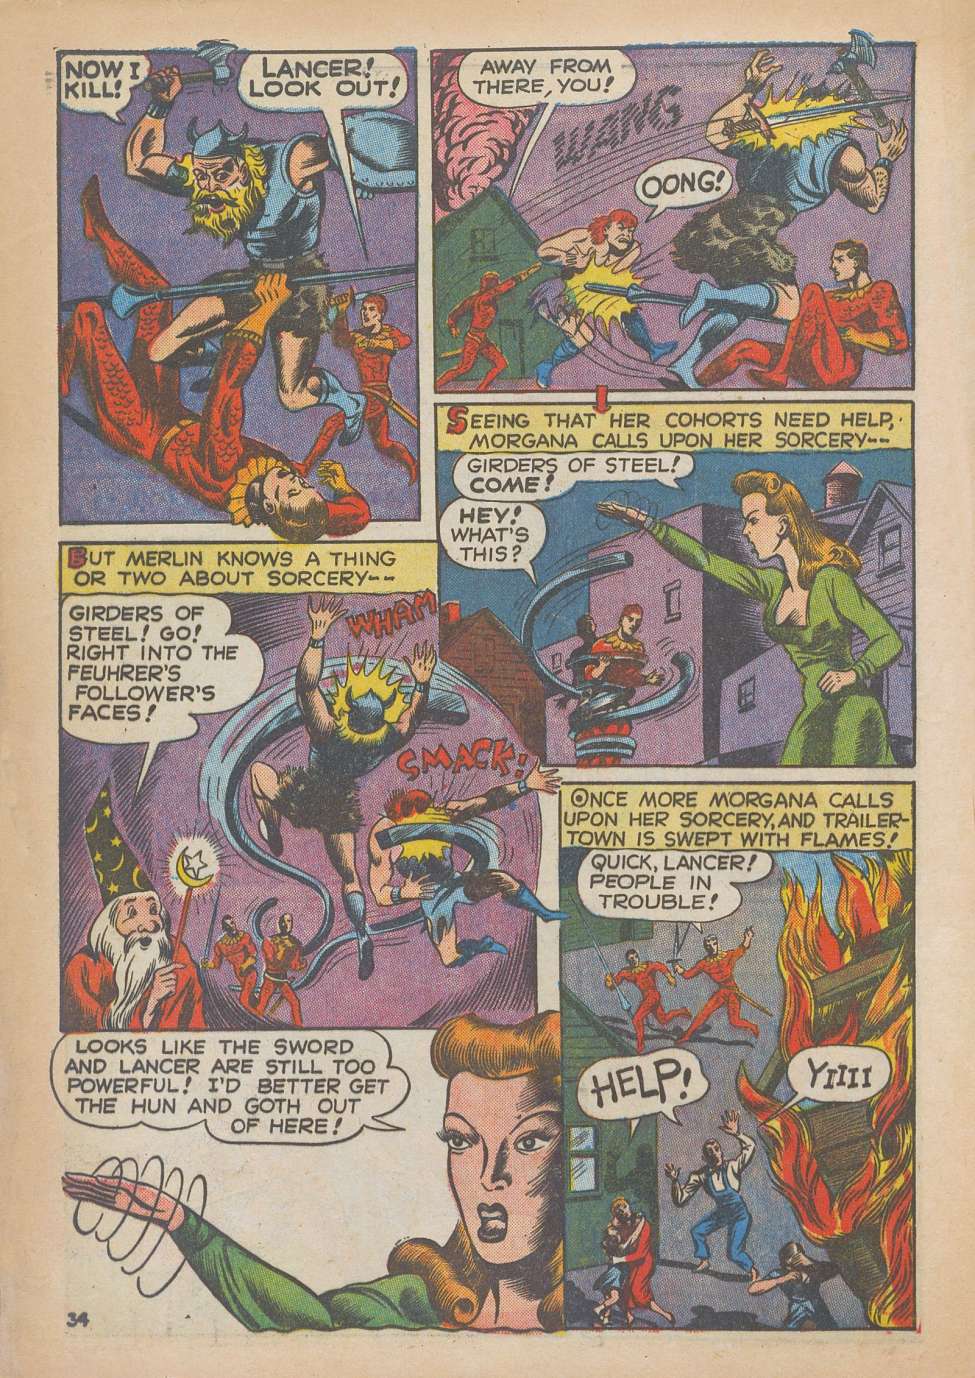 NOW I
KILL!
LANCER!
LOOK OUT!
AWAY FROM
THERE, YOU!
WANG
OONG!
SEEING THAT HER COHORTS NEED HELP,
MORGANA CALLS UPON HER SORCERY--
GIRDERS OF STEEL!
COME!
HEY!
WHAT'S
THIS?
BUT MERLIN KNOWS A THING
OR TWO ABOUT SORCERY--
GIRDERS OF
STEEL! GO!
RIGHT INTO THE
FEUHRER'S
FOLLOWER'S
FACES!
WHAM
SMACK!
LOOKS LIKE THE SWORD
AND LANCER ARE STILL TOO
POWERFUL! I'D BETTER GET
THE HUN AND GOTH OUT
OF HERE!
ONCE MORE MORGANA CALLS
UPON HER SORCERY, AND TRAILER-
TOWN IS SWEPT WITH FLAMES!
QUICK, LANCER!
PEOPLE IN
TROUBLE!
HELP!
YIIII
34